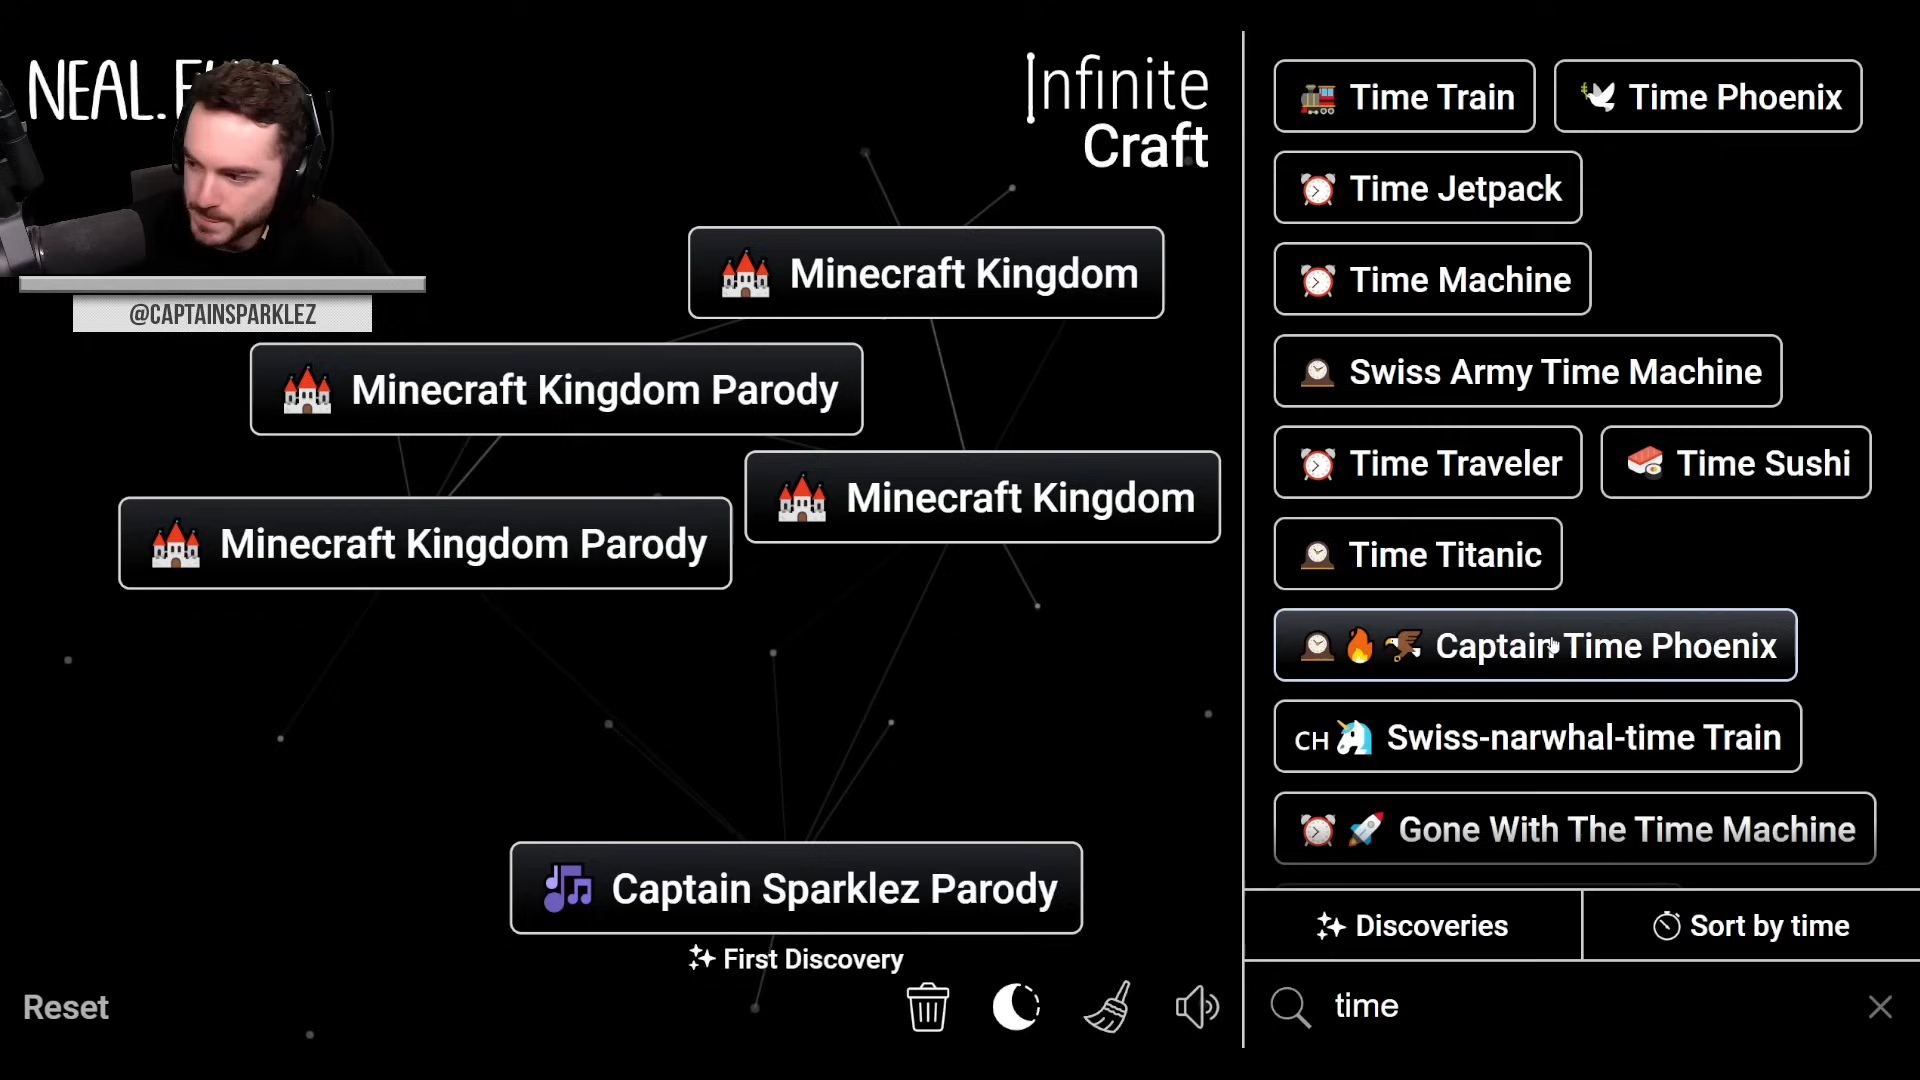 NEAL.
Infinite
Craft
@CAPTAINSPARKLEZ
Minecraft Kingdom
Minecraft Kingdom Parody
Minecraft Kingdom
Minecraft Kingdom Parody
Captain Sparklez Parody
First Discovery
Reset
Time Train
Time Phoenix
Time Jetpack
Time Machine
Swiss Army Time Machine
Time Traveler
Time Sushi
Time Titanic
Captain Time Phoenix
CH Swiss-narwhal-time Train
Gone With The Time Machine
Discoveries
Sort by time
time